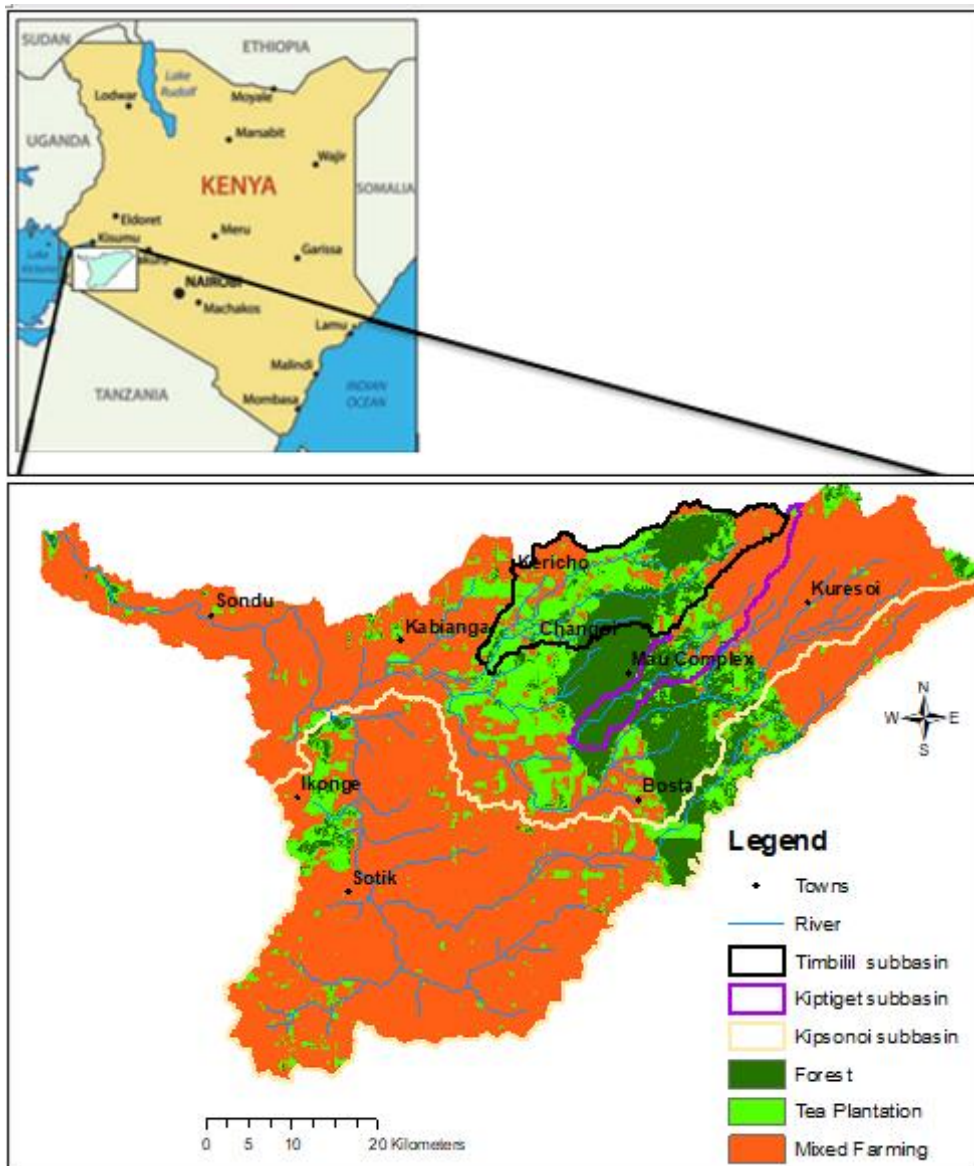 SUDAN
ETHIOPIA
Lake
Rudolf
Lodwar
Moyale
Marsabit
UGANDA
Wajir
KENYA
SOMALIA
Eldoret
Kisumu
Meru
Garissa
Lake
NAIROBI
Machakos
Lamu
Malindi
TANZANIA
INDIAN
OCEAN
Mombasa
Kericho
Kuresoi
Sondu
Kabianga
Mau Complex
N
W E
S
Ikonge
Bosta
Sotik
Legend
Towns
River
Timbilil subbasin
Kiptiget subbasin
Kipsonoi subbasin
Forest
Tea Plantation
Mixed Farming
0 5 10 20 Kilometers